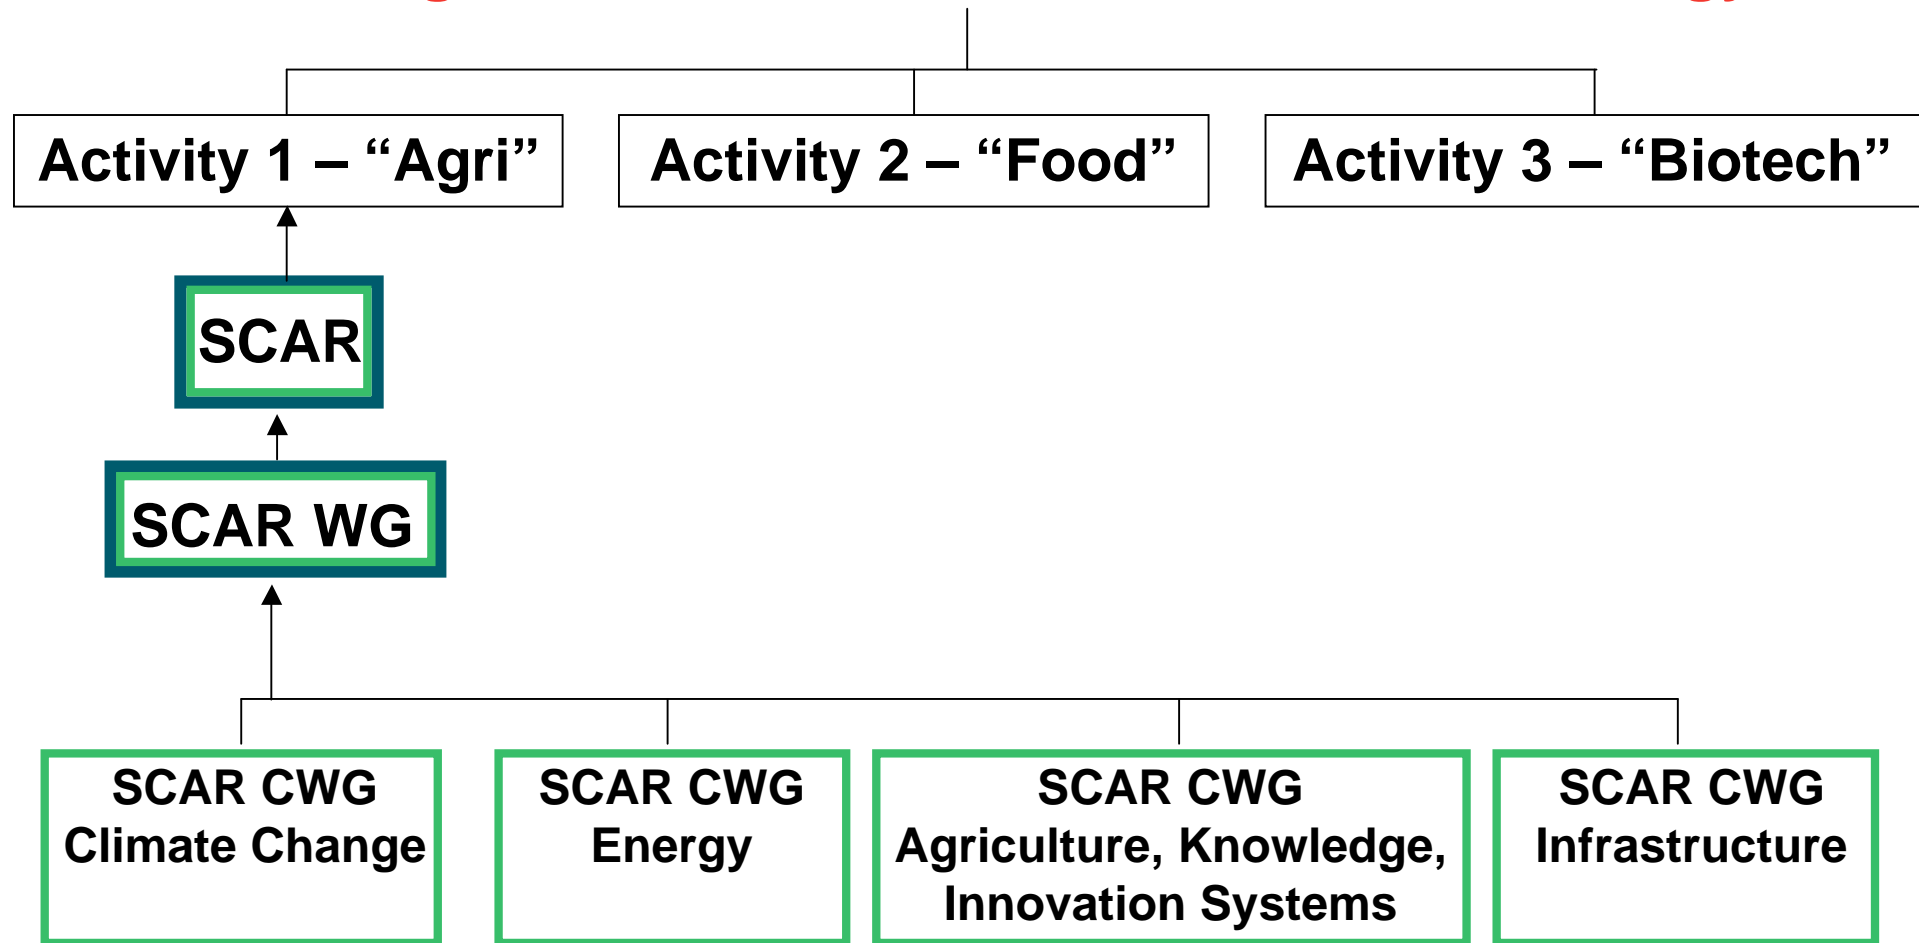 Activity 1 – “Agri”
Activity 2 – “Food”
Activity 3 – “Biotech”
SCAR
SCAR WG
SCAR CWG
Climate Change
SCAR CWG
Energy
SCAR CWG
Agriculture, Knowledge,
Innovation Systems
SCAR CWG
Infrastructure